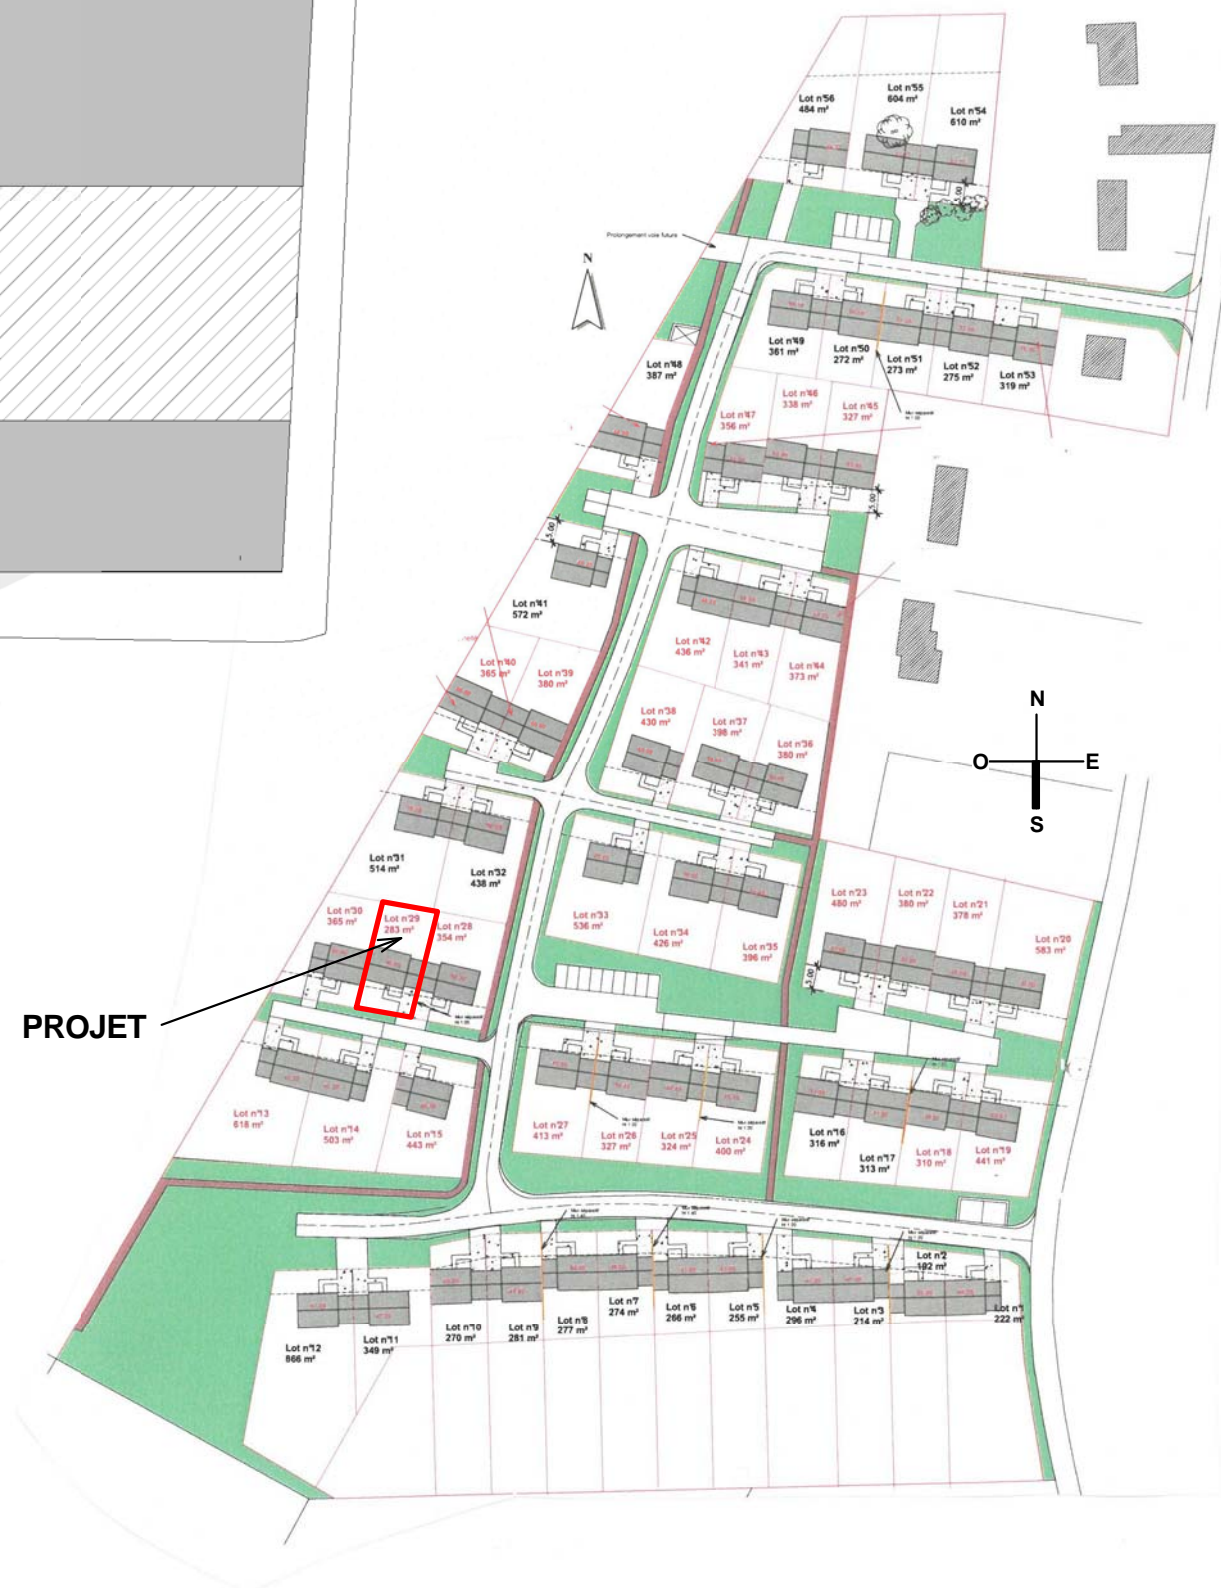 Lot n°56
484 m²
Lot n°55
604 m²
Lot n°54
610 m²
5.00
Prolongement voie future
N
Lot n°48
387 m²
Lot n°49
361 m²
Lot n°50
272 m²
Lot n°51
273 m²
Lot n°52
275 m²
Lot n°53
319 m²
Lot n°47
356 m²
Lot n°46
338 m²
Lot n°45
327 m²
5.00
5.00
Lot n°41
572 m²
Lot n°42
436 m²
Lot n°43
341 m²
Lot n°44
373 m²
Lot n°40
365 m²
Lot n°39
380 m²
Lot n°38
430 m²
Lot n°37
398 m²
Lot n°36
380 m²
N
O
E
S
Lot n°31
514 m²
Lot n°32
438 m²
Lot n°30
365 m²
Lot n°29
283 m²
Lot n°28
354 m²
Lot n°33
536 m²
Lot n°34
426 m²
Lot n°35
396 m²
Lot n°23
480 m²
Lot n°22
380 m²
Lot n°21
378 m²
Lot n°20
583 m²
5.00
PROJET
Lot n°13
618 m²
Lot n°14
503 m²
Lot n°15
443 m²
Lot n°27
413 m²
Lot n°26
327 m²
Lot n°25
324 m²
Lot n°24
400 m²
Lot n°16
316 m²
Lot n°17
313 m²
Lot n°18
310 m²
Lot n°19
441 m²
Lot n°12
866 m²
Lot n°11
349 m²
Lot n°10
270 m²
Lot n°9
281 m²
Lot n°8
277 m²
Lot n°7
274 m²
Lot n°6
266 m²
Lot n°5
255 m²
Lot n°4
296 m²
Lot n°3
214 m²
Lot n°2
192 m²
Lot n°1
222 m²